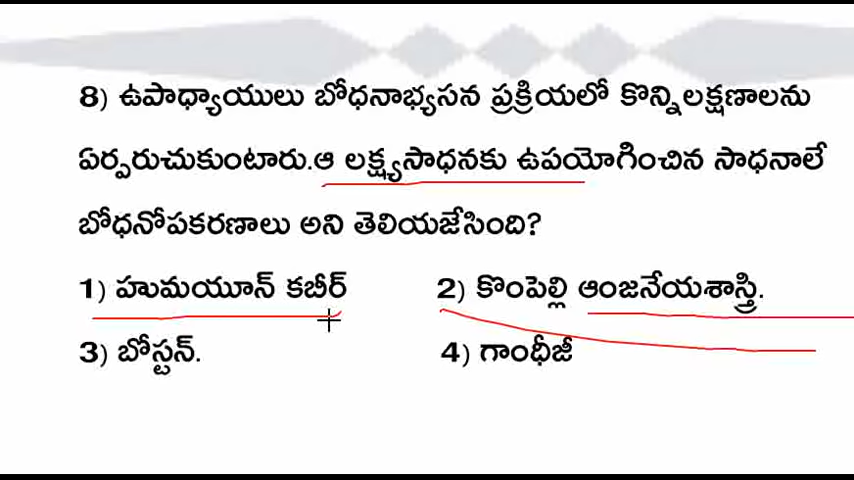 8) ఉపాధ్యాయులు బోధనాభ్యసన ప్రక్రియలో కొన్నిలక్షణాలను
ఏర్పరుచుకుంటారు.ఆ లక్ష్యసాధనకు ఉపయోగించిన సాధనాలే
బోధనోపకరణాలు అని తెలియజేసింది?
1) హుమయూన్ కబీర్ 2) కొంపెల్లి ఆంజనేయశాస్త్రి.
3) బోస్టన్. 4) గాంధీజీ